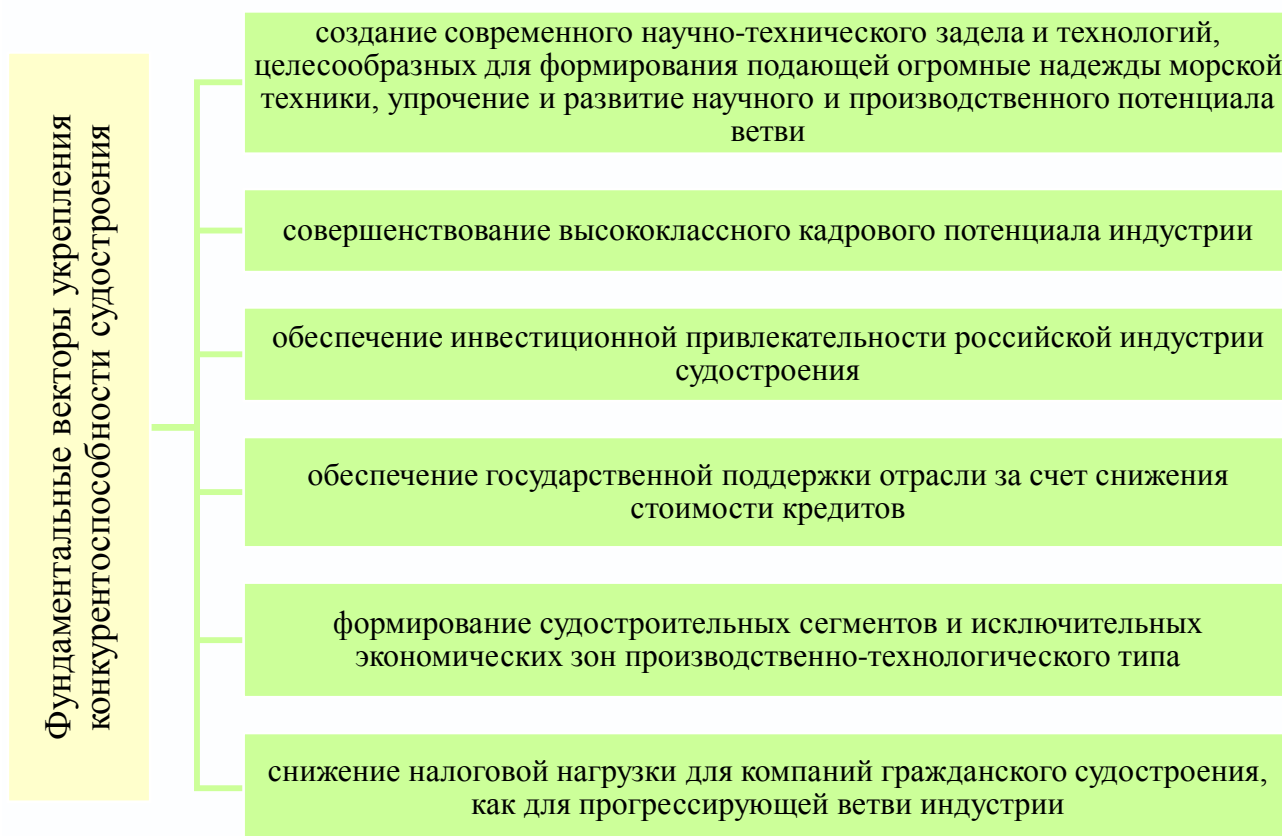 Фундаментальные векторы укрепления
конкурентоспособности судостроения
создание современного научно-технического задела и технологий,
целесообразных для формирования подающей огромные надежды морской
техники, упрочение и развитие научного и производственного потенциала
ветви
совершенствование высококлассного кадрового потенциала индустрии
обеспечение инвестиционной привлекательности российской индустрии
судостроения
обеспечение государственной поддержки отрасли за счет снижения
стоимости кредитов
формирование судостроительных сегментов и исключительных
экономических зон производственно-технологического типа
снижение налоговой нагрузки для компаний гражданского судостроения,
как для прогрессирующей ветви индустрии